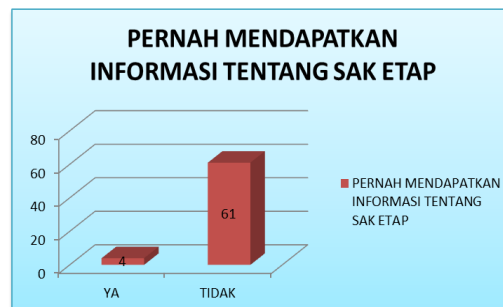 PERNAH MENDAPATKAN
INFORMASI TENTANG SAK ETAP
80
60
40
20
0
4
61
YA
TIDAK
PERNAH MENDAPATKAN
INFORMASI TENTANG
SAK ETAP